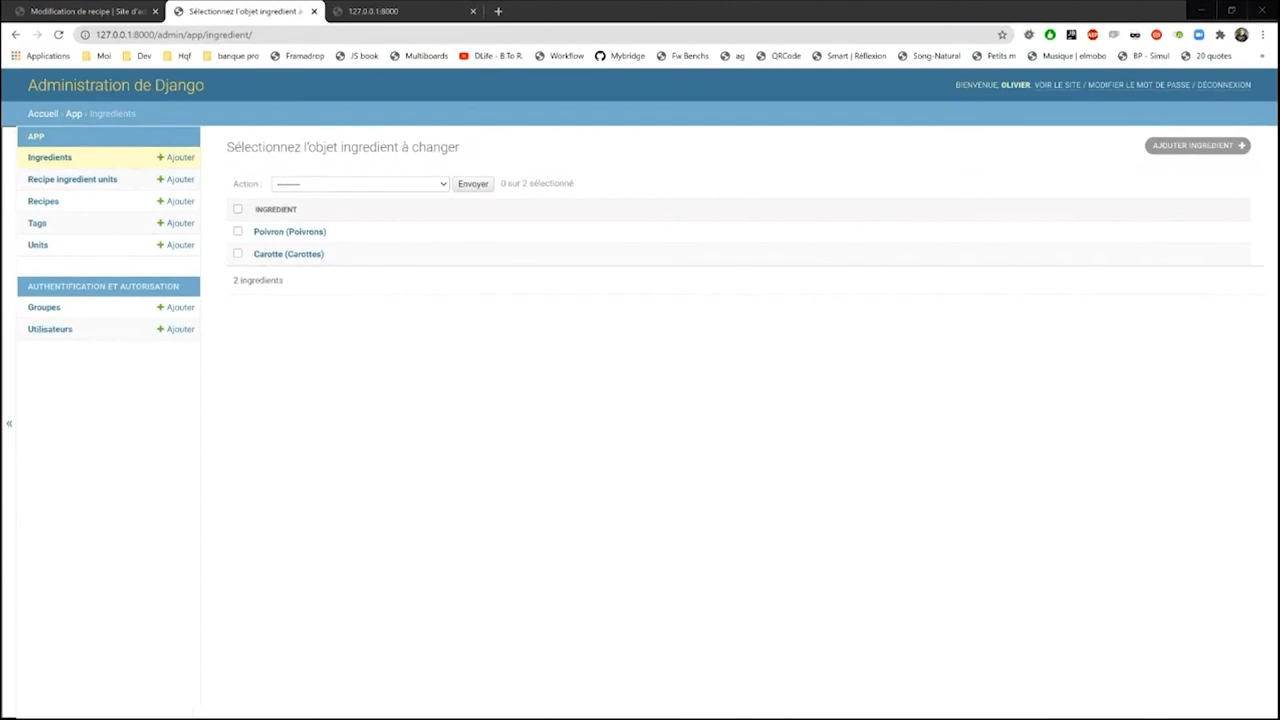 Modification de recipe | Site d'a
Sélectionnez l'objet ingredient à
127.0.0.1:8000
127.0.0.1:8000/admin/app/ingredient/
Applications Moi Dev Hqf banque pro Framadrop JS book Multiboards DLife - B.To R. Workflow Mybridge Fw Benchs ag QRCode Smart | Réflexion Song-Natural Petits m Musique | elmobo BP - Simul 20 quotes »
Administration de Django
BIENVENUE, OLIVIER. VOIR LE SITE / MODIFIER LE MOT DE PASSE / DÉCONNEXION
Accueil › App › Ingredients
APP
Ingredients + Ajouter
Recipe ingredient units + Ajouter
Recipes + Ajouter
Tags + Ajouter
Units + Ajouter
AUTHENTIFICATION ET AUTORISATION
Groupes + Ajouter
Utilisateurs + Ajouter
«
Sélectionnez l'objet ingredient à changer
AJOUTER INGREDIENT +
Action : --------- Envoyer 0 sur 2 sélectionné
INGREDIENT
Poivron (Poivrons)
Carotte (Carottes)
2 ingredients